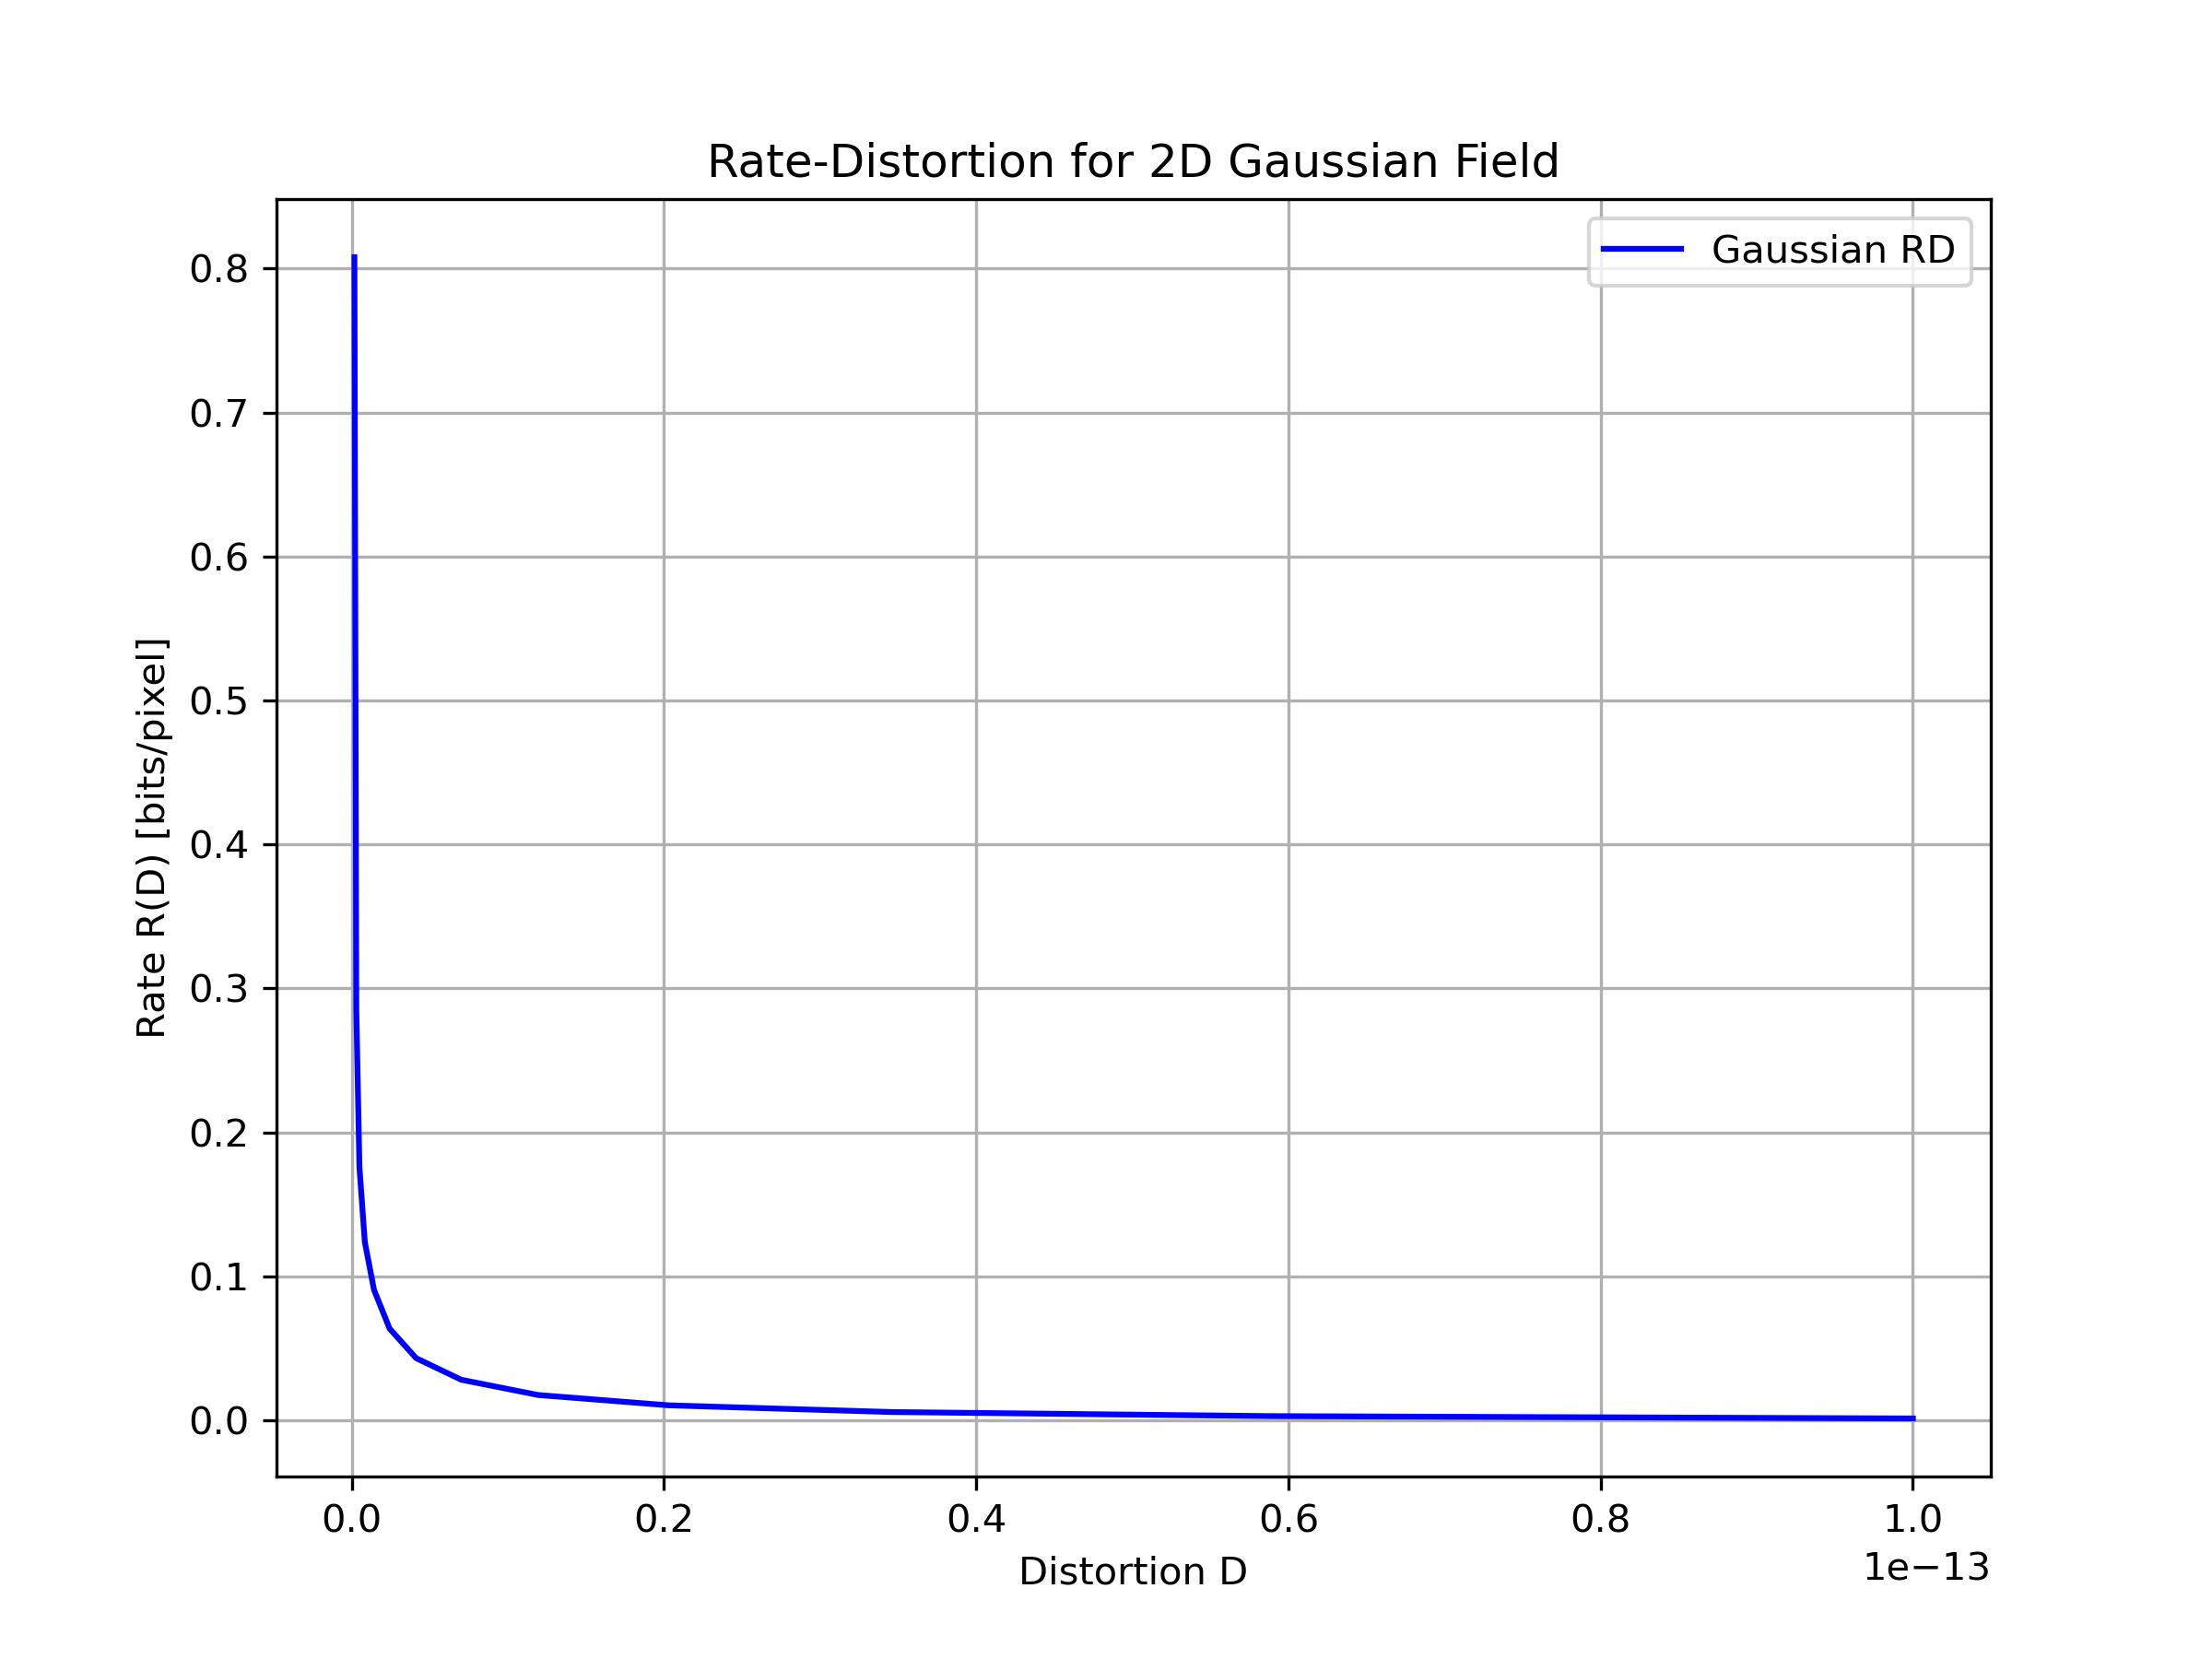 Rate-Distortion for 2D Gaussian Field
Gaussian RD
0.8
0.7
0.6
0.5
0.4
0.3
0.2
0.1
0.0
Rate R(D) [bits/pixel]
0.0 0.2 0.4 0.6 0.8 1.0
1e−13
Distortion D